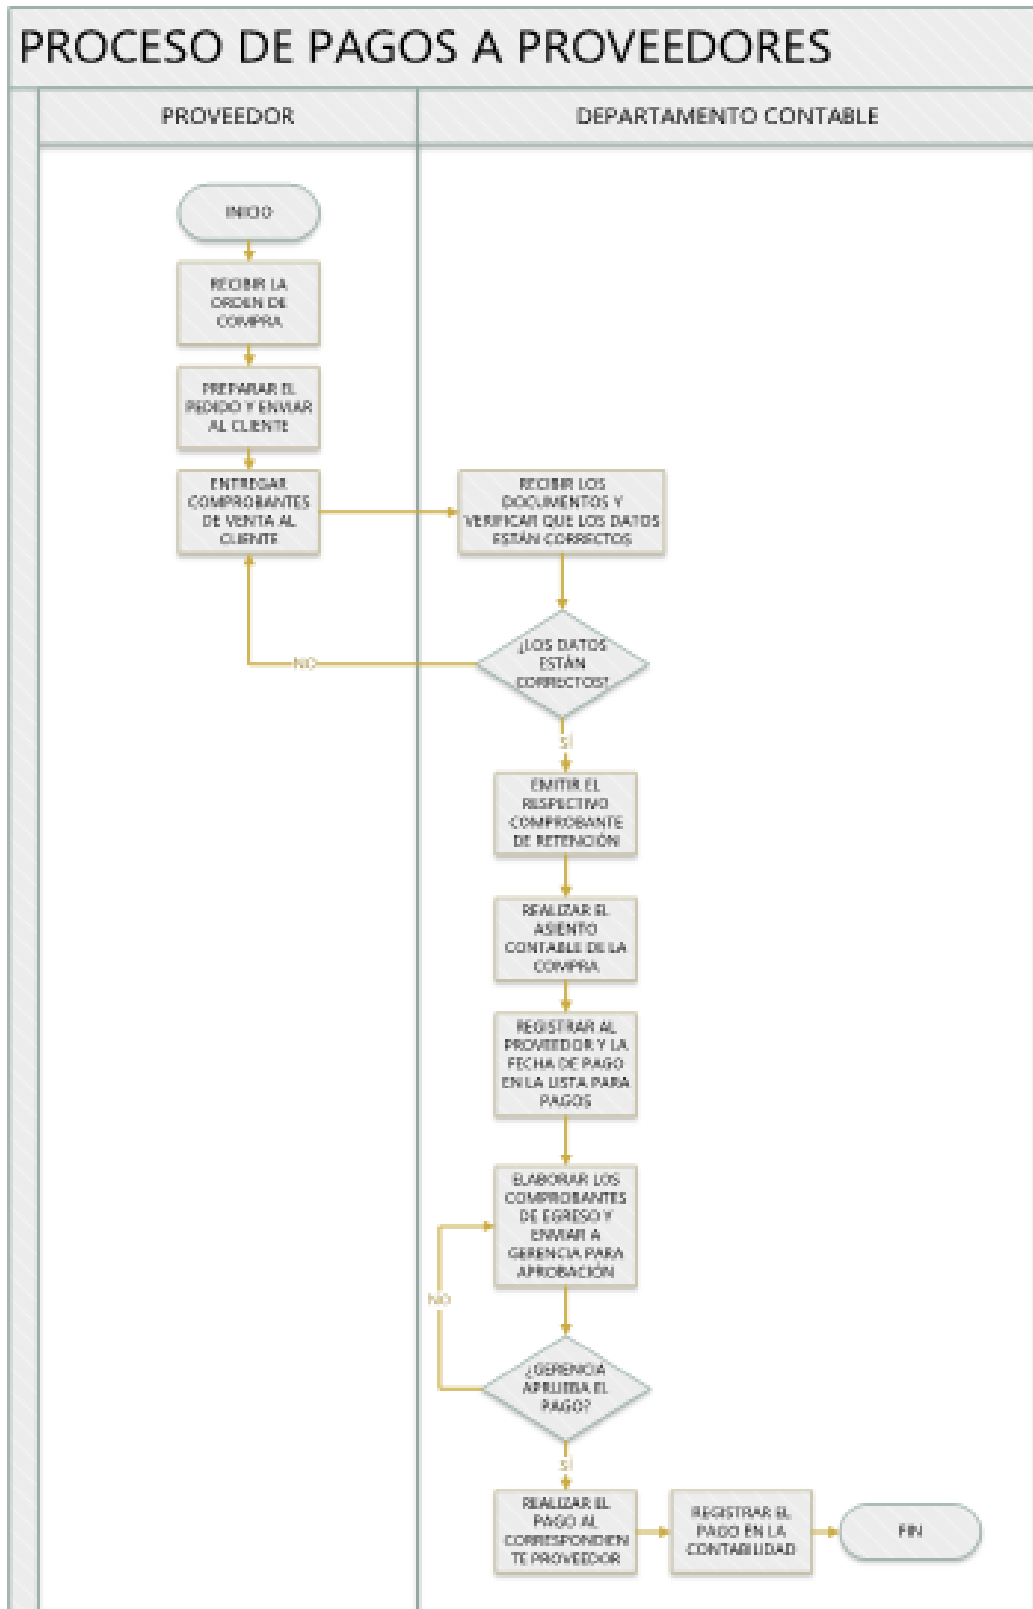 PROCESO DE PAGOS A PROVEEDORES
PROVEEDOR
DEPARTAMENTO CONTABLE
INICIO
RECIBIR LA
ORDEN DE
COMPRA
PREPARAR EL
PEDIDO Y ENVIAR
AL CLIENTE
ENTREGAR
COMPROBANTES
DE VENTA AL
CLIENTE
RECIBIR LOS
DOCUMENTOS Y
VERIFICAR QUE LOS DATOS
ESTÁN CORRECTOS
¿LOS DATOS
ESTÁN
CORRECTOS?
NO
SÍ
EMITIR EL
RESPECTIVO
COMPROBANTE
DE RETENCIÓN
REALIZAR EL
ASIENTO
CONTABLE DE LA
COMPRA
REGISTRAR AL
PROVEEDOR Y LA
FECHA DE PAGO
EN LA LISTA PARA
PAGOS
ELABORAR LOS
COMPROBANTES
DE EGRESO Y
ENVIAR A
GERENCIA PARA
APROBACIÓN
NO
¿GERENCIA
APRUEBA EL
PAGO?
SÍ
REALIZAR EL
PAGO AL
CORRESPONDIEN
TE PROVEEDOR
REGISTRAR EL
PAGO EN LA
CONTABILIDAD
FIN